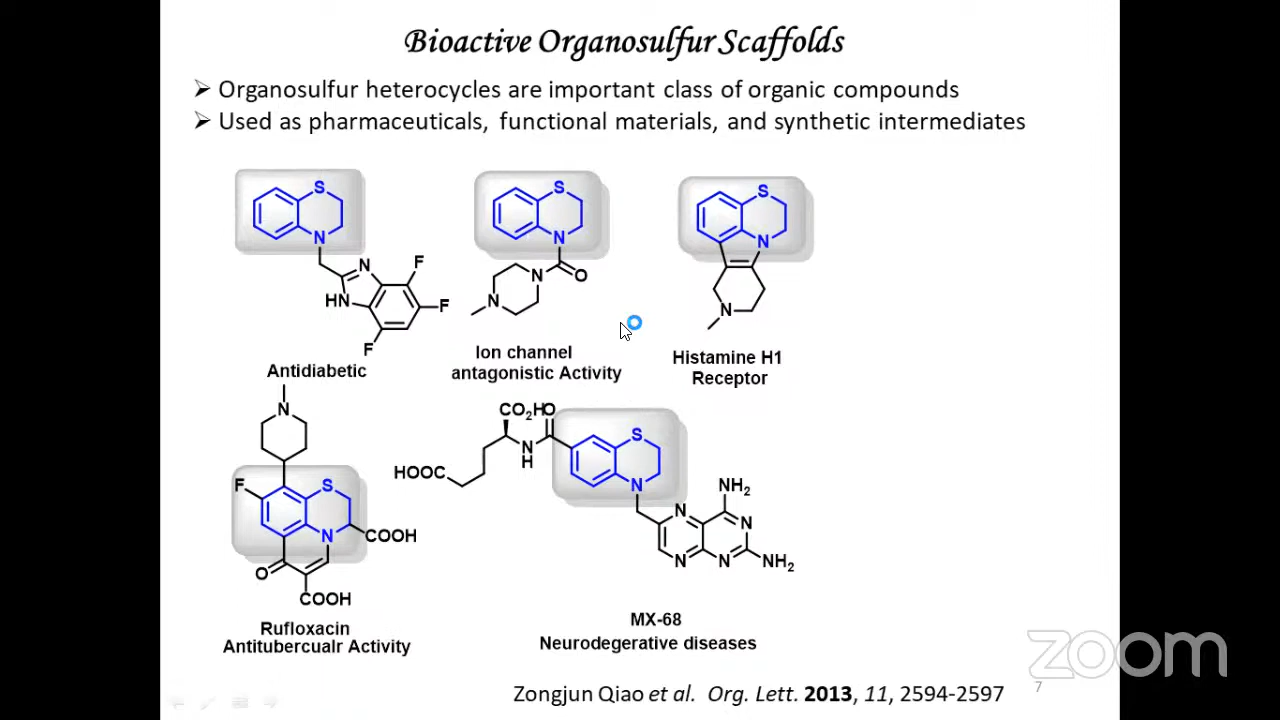 Bioactive Organosulfur Scaffolds
➢ Organosulfur heterocycles are important class of organic compounds
➢ Used as pharmaceuticals, functional materials, and synthetic intermediates
S
N
N
HN
F
F
F
Antidiabetic
S
N
N
O
N
Ion channel
antagonistic Activity
S
N
N
Histamine H1
Receptor
N
F
S
N
COOH
O
COOH
Rufloxacin
Antitubercualr Activity
CO₂H
O
S
N
H
HOOC
N
NH₂
N
N
N
N
NH₂
MX-68
Neurodegerative diseases
Zongjun Qiao et al. Org. Lett. 2013, 11, 2594-2597
7
zoom